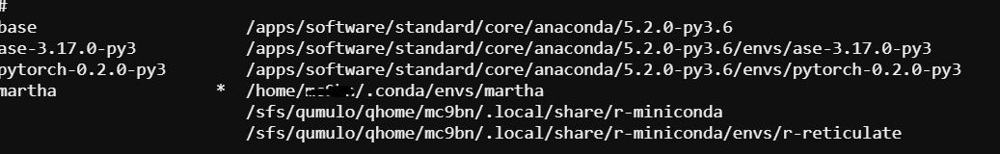 #
base /apps/software/standard/core/anaconda/5.2.0-py3.6
ase-3.17.0-py3 /apps/software/standard/core/anaconda/5.2.0-py3.6/envs/ase-3.17.0-py3
pytorch-0.2.0-py3 /apps/software/standard/core/anaconda/5.2.0-py3.6/envs/pytorch-0.2.0-py3
martha * /home/ /.conda/envs/martha
/sfs/qumulo/qhome/mc9bn/.local/share/r-miniconda
/sfs/qumulo/qhome/mc9bn/.local/share/r-miniconda/envs/r-reticulate